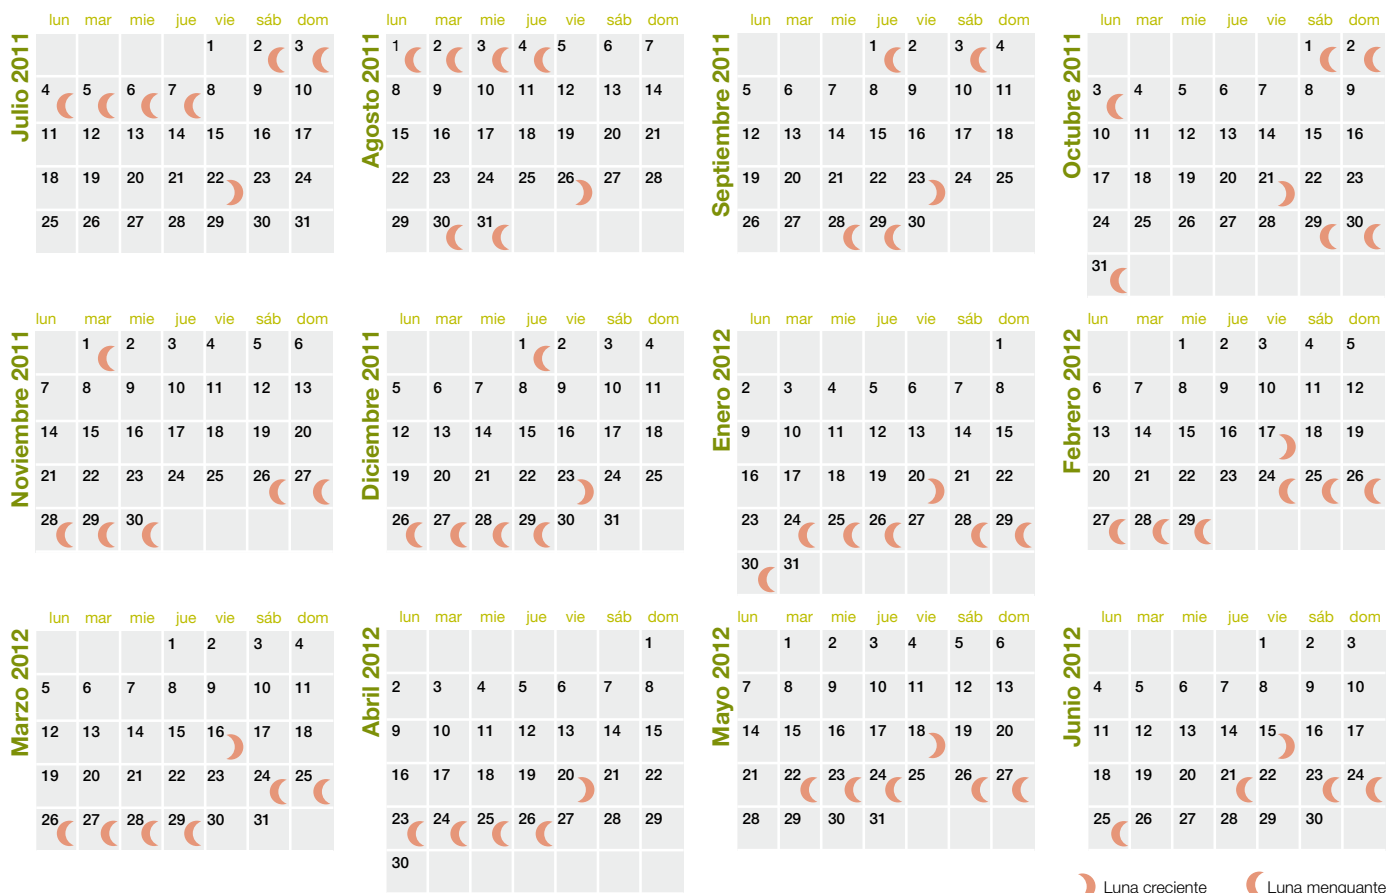 Julio 2011
lun mar mie jue vie sáb dom
1 2 3
4 5 6 7 8 9 10
11 12 13 14 15 16 17
18 19 20 21 22 23 24
25 26 27 28 29 30 31
Agosto 2011
lun mar mie jue vie sáb dom
1 2 3 4 5 6 7
8 9 10 11 12 13 14
15 16 17 18 19 20 21
22 23 24 25 26 27 28
29 30 31
Septiembre 2011
lun mar mie jue vie sáb dom
1 2 3 4
5 6 7 8 9 10 11
12 13 14 15 16 17 18
19 20 21 22 23 24 25
26 27 28 29 30
Octubre 2011
lun mar mie jue vie sáb dom
1 2
3 4 5 6 7 8 9
10 11 12 13 14 15 16
17 18 19 20 21 22 23
24 25 26 27 28 29 30
31
Noviembre 2011
lun mar mie jue vie sáb dom
1 2 3 4 5 6
7 8 9 10 11 12 13
14 15 16 17 18 19 20
21 22 23 24 25 26 27
28 29 30
Diciembre 2011
lun mar mie jue vie sáb dom
1 2 3 4
5 6 7 8 9 10 11
12 13 14 15 16 17 18
19 20 21 22 23 24 25
26 27 28 29 30 31
Enero 2012
lun mar mie jue vie sáb dom
1
2 3 4 5 6 7 8
9 10 11 12 13 14 15
16 17 18 19 20 21 22
23 24 25 26 27 28 29
30 31
Febrero 2012
lun mar mie jue vie sáb dom
1 2 3 4 5
6 7 8 9 10 11 12
13 14 15 16 17 18 19
20 21 22 23 24 25 26
27 28 29
Marzo 2012
lun mar mie jue vie sáb dom
1 2 3 4
5 6 7 8 9 10 11
12 13 14 15 16 17 18
19 20 21 22 23 24 25
26 27 28 29 30 31
Abril 2012
lun mar mie jue vie sáb dom
1
2 3 4 5 6 7 8
9 10 11 12 13 14 15
16 17 18 19 20 21 22
23 24 25 26 27 28 29
30
Mayo 2012
lun mar mie jue vie sáb dom
1 2 3 4 5 6
7 8 9 10 11 12 13
14 15 16 17 18 19 20
21 22 23 24 25 26 27
28 29 30 31
Junio 2012
lun mar mie jue vie sáb dom
1 2 3
4 5 6 7 8 9 10
11 12 13 14 15 16 17
18 19 20 21 22 23 24
25 26 27 28 29 30
Luna creciente Luna menguante